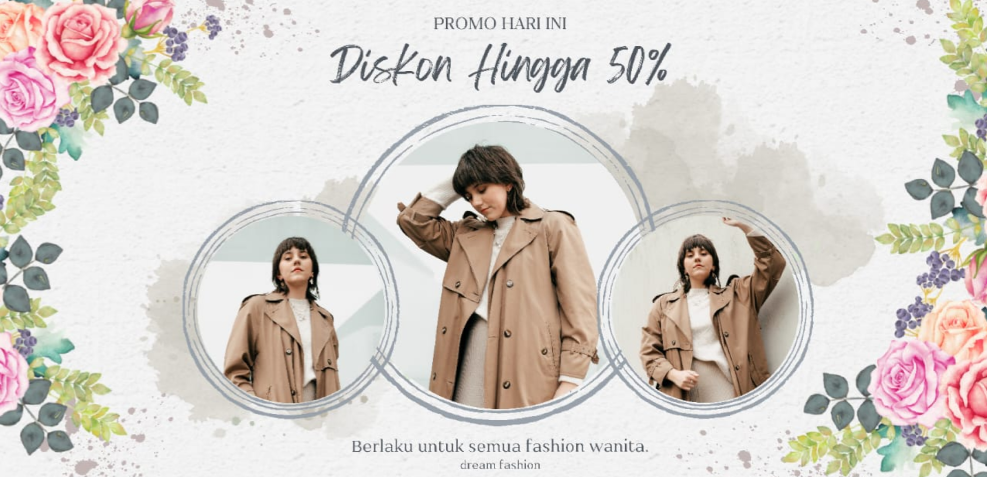 PROMO HARI INI
Diskon Hingga 50%
Berlaku untuk semua fashion wanita.
dream fashion